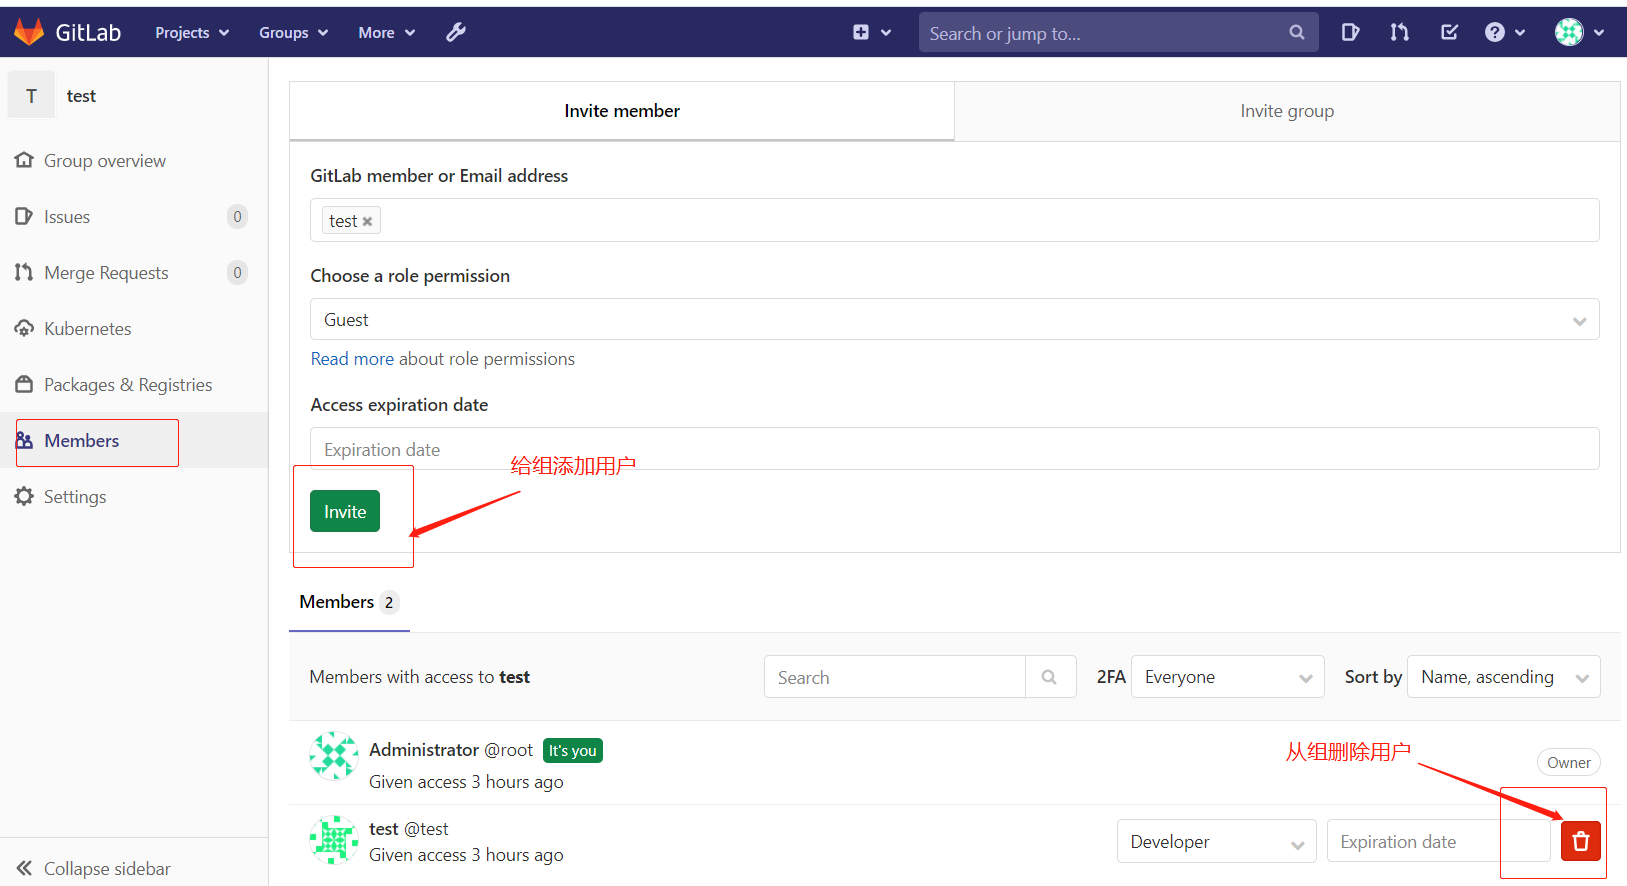 GitLab Projects Groups More Search or jump to...
T test
Group overview
Issues 0
Merge Requests 0
Kubernetes
Packages & Registries
Members
Settings
Collapse sidebar
Invite member Invite group
GitLab member or Email address
test
Choose a role permission
Guest
Read more about role permissions
Access expiration date
Expiration date
给组添加用户
Invite
Members 2
Members with access to test Search 2FA Everyone Sort by Name, ascending
Administrator @root It's you
Given access 3 hours ago
从组删除用户
Owner
test @test
Given access 3 hours ago
Developer Expiration date